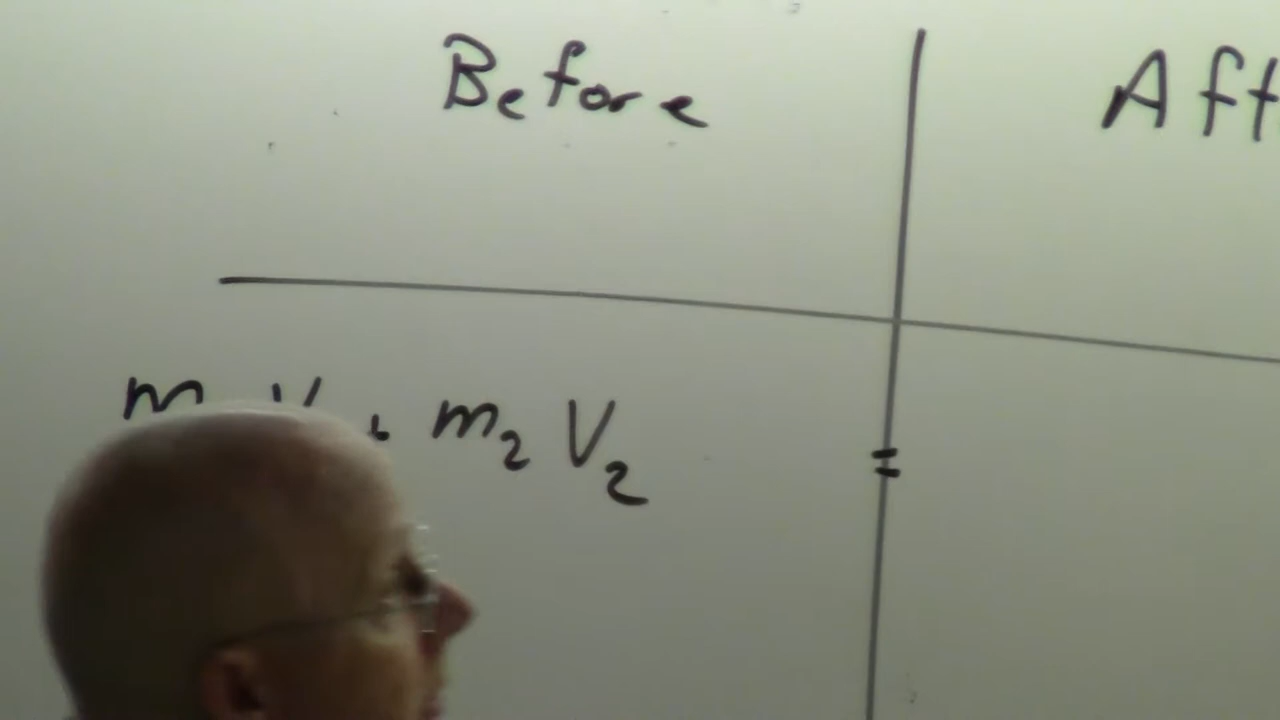 Before Aft
m V + m₂ V₂ =